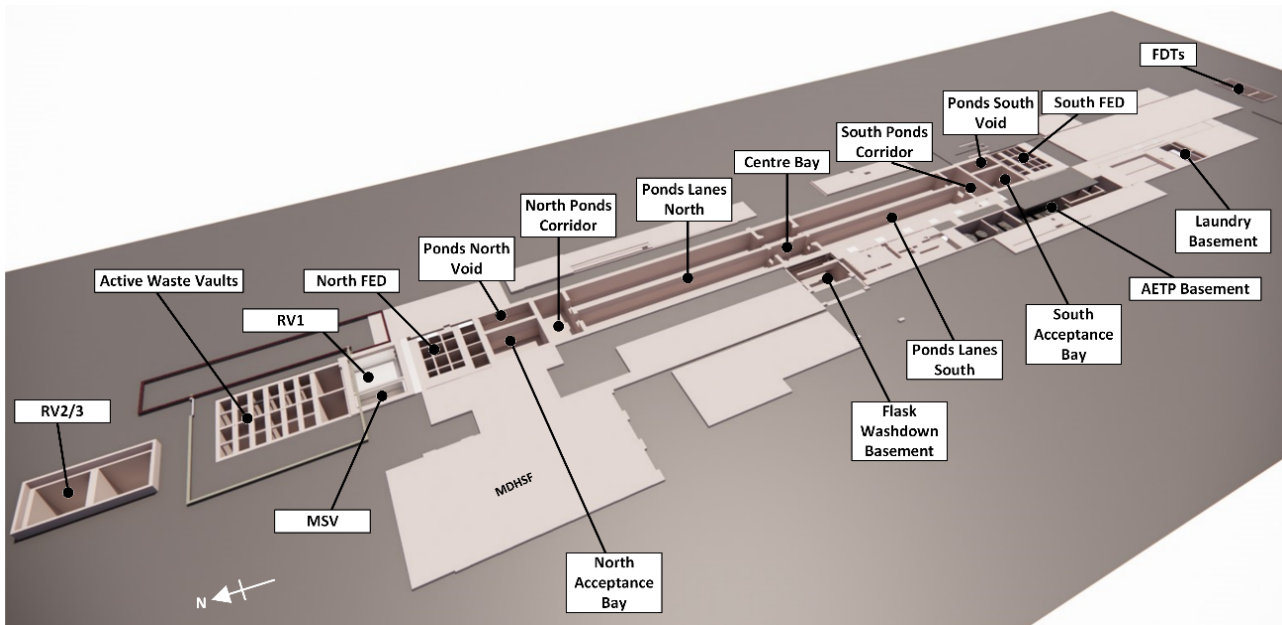 FDTs
Ponds South
Void
South FED
South Ponds
Corridor
Centre Bay
Ponds Lanes
North
North Ponds
Corridor
Laundry
Basement
Ponds North
Void
Active Waste Vaults
North FED
AETP Basement
RV1
South
Acceptance
Bay
Ponds Lanes
South
RV2/3
Flask
Washdown
Basement
MDHSF
MSV
North
Acceptance
Bay
N